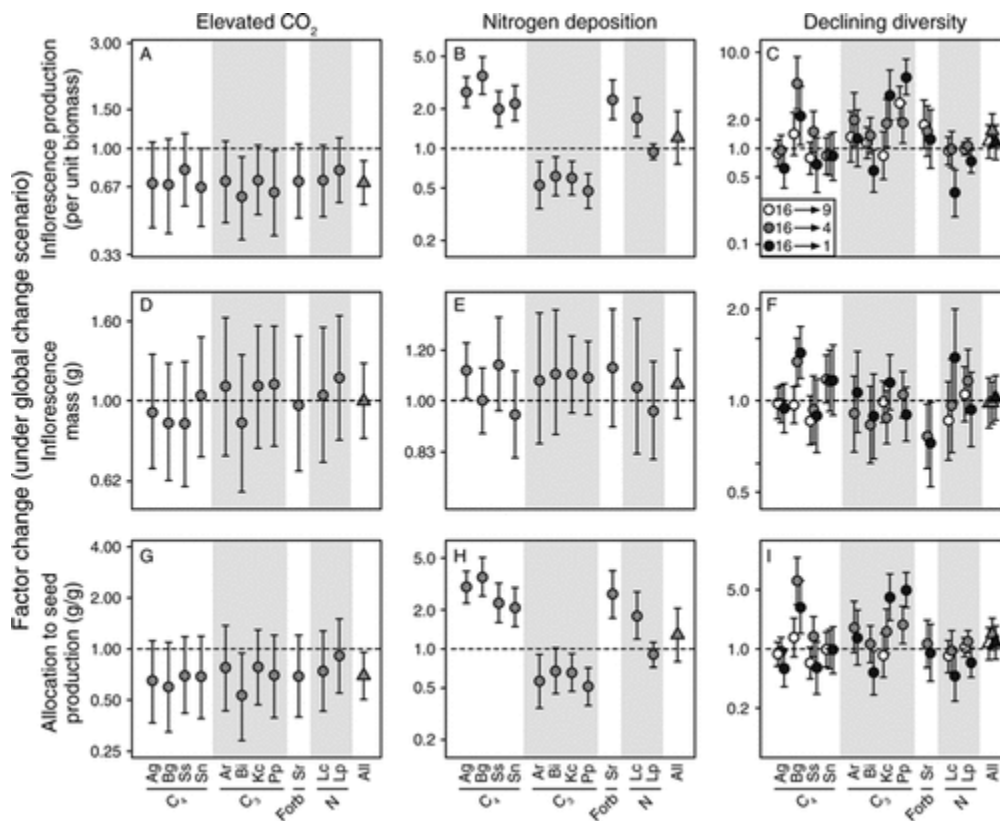 Elevated CO₂ Nitrogen deposition Declining diversity
Factor change (under global change scenario)
Inflorescence production
(per unit biomass)
A
3.00
1.50
1.00
0.67
0.33
B
5.0
2.0
1.0
0.5
0.2
C
10.0
2.0
1.0
0.5
0.1
16→9
16→4
16→1
Inflorescence
mass (g)
D
1.60
1.00
0.62
E
1.20
1.00
0.83
F
2.0
1.0
0.5
Allocation to seed
production (g/g)
G
4.00
2.00
1.00
0.50
0.25
H
5.0
2.0
1.0
0.5
0.2
I
5.0
1.0
0.2
Ag Bg Ss Sn Ar Bi Kc Pp Sr Lc Lp All
C₄ C₃ Forb N
Ag Bg Ss Sn Ar Bi Kc Pp Sr Lc Lp All
C₄ C₃ Forb N
Ag Bg Ss Sn Ar Bi Kc Pp Sr Lc Lp All
C₄ C₃ Forb N